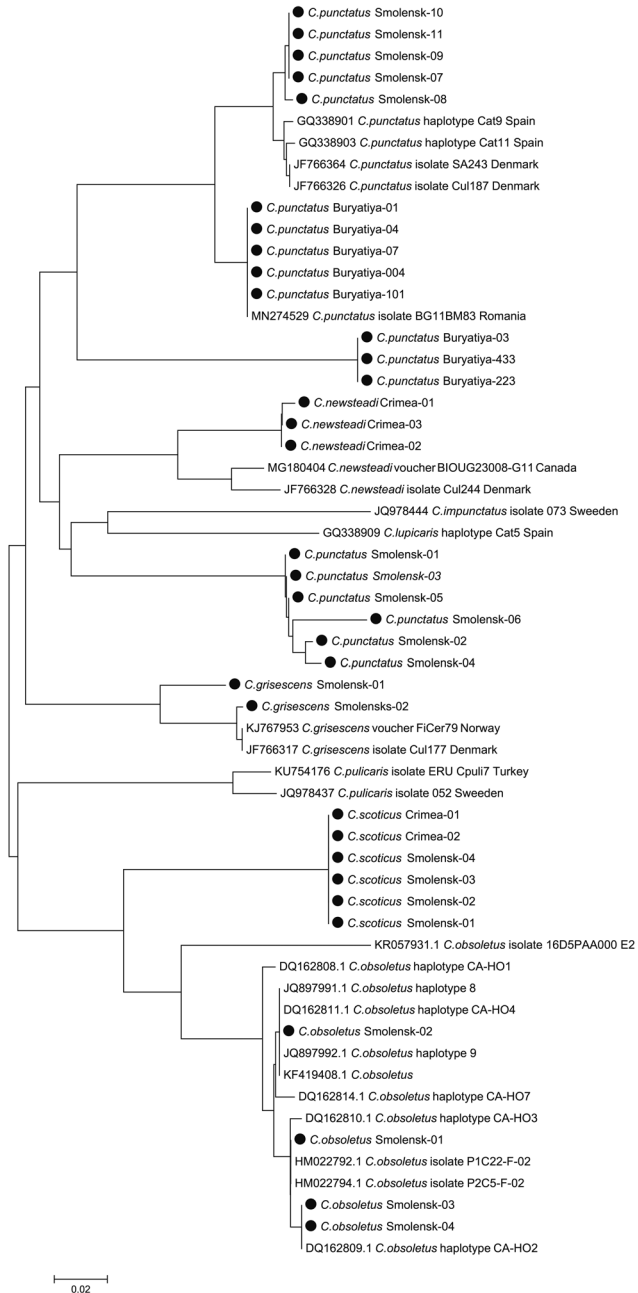 C.punctatus Smolensk-10
C.punctatus Smolensk-11
C.punctatus Smolensk-09
C.punctatus Smolensk-07
C.punctatus Smolensk-08
GQ338901 C.punctatus haplotype Cat9 Spain
GQ338903 C.punctatus haplotype Cat11 Spain
JF766364 C.punctatus isolate SA243 Denmark
JF766326 C.punctatus isolate Cul187 Denmark
C.punctatus Buryatiya-01
C.punctatus Buryatiya-04
C.punctatus Buryatiya-07
C.punctatus Buryatiya-004
C.punctatus Buryatiya-101
MN274529 C.punctatus isolate BG11BM83 Romania
C.punctatus Buryatiya-03
C.punctatus Buryatiya-433
C.punctatus Buryatiya-223
C.newsteadi Crimea-01
C.newsteadi Crimea-03
C.newsteadi Crimea-02
MG180404 C.newsteadi voucher BIOUG23008-G11 Canada
JF766328 C.newsteadi isolate Cul244 Denmark
JQ978444 C.impunctatus isolate 073 Sweeden
GQ338909 C.lupicaris haplotype Cat5 Spain
C.punctatus Smolensk-01
C.punctatus Smolensk-03
C.punctatus Smolensk-05
C.punctatus Smolensk-06
C.punctatus Smolensk-02
C.punctatus Smolensk-04
C.grisescens Smolensk-01
C.grisescens Smolensks-02
KJ767953 C.grisescens voucher FiCer79 Norway
JF766317 C.grisescens isolate Cul177 Denmark
KU754176 C.pulicaris isolate ERU Cpuli7 Turkey
JQ978437 C.pulicaris isolate 052 Sweeden
C.scoticus Crimea-01
C.scoticus Crimea-02
C.scoticus Smolensk-04
C.scoticus Smolensk-03
C.scoticus Smolensk-02
C.scoticus Smolensk-01
KR057931.1 C.obsoletus isolate 16D5PAA000 E2
DQ162808.1 C.obsoletus haplotype CA-HO1
JQ897991.1 C.obsoletus haplotype 8
DQ162811.1 C.obsoletus haplotype CA-HO4
C.obsoletus Smolensk-02
JQ897992.1 C.obsoletus haplotype 9
KF419408.1 C.obsoletus
DQ162814.1 C.obsoletus haplotype CA-HO7
DQ162810.1 C.obsoletus haplotype CA-HO3
C.obsoletus Smolensk-01
HM022792.1 C.obsoletus isolate P1C22-F-02
HM022794.1 C.obsoletus isolate P2C5-F-02
C.obsoletus Smolensk-03
C.obsoletus Smolensk-04
DQ162809.1 C.obsoletus haplotype CA-HO2
0.02